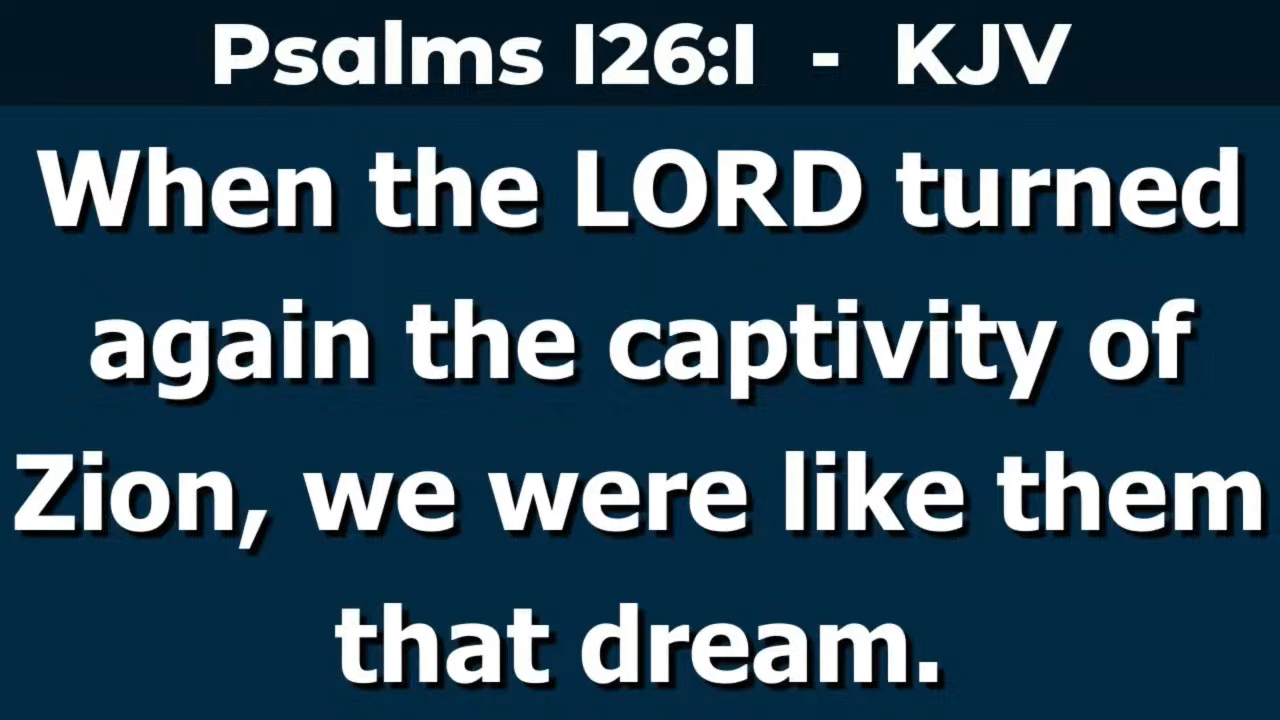 Psalms 126:1 - KJV
When the LORD turned
again the captivity of
Zion, we were like them
that dream.